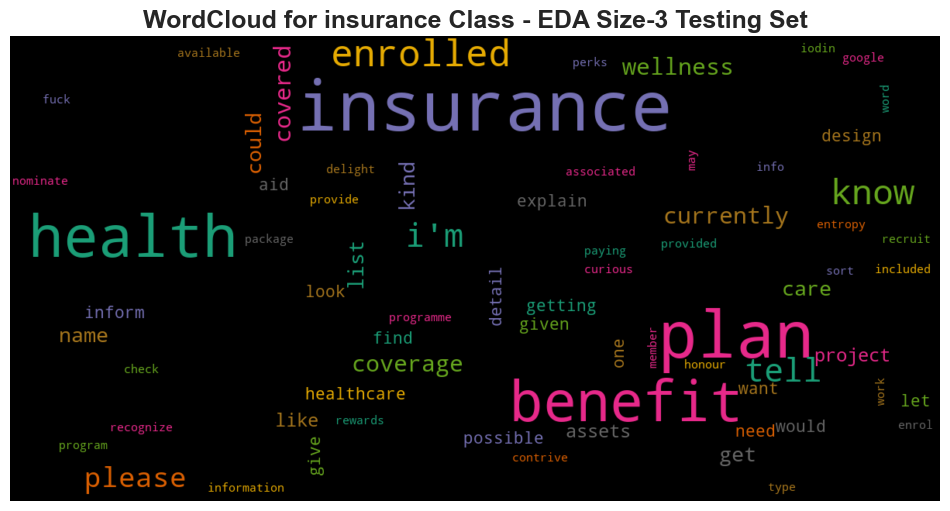 WordCloud for insurance Class - EDA Size-3 Testing Set
available
enrolled
iodin
google
perks
wellness
covered
fuck
insurance
word
could
design
nominate
delight
kind
associated
may
info
aid
provide
explain
know
health
package
i'm
currently
entropy
list
paying
provided
recruit
curious
sort
included
look
detail
care
inform
programme
getting
given
name
find
one
member
plan
project
check
coverage
honour
tell
healthcare
benefit
want
work
let
recognize
like
rewards
possible
assets
need
would
enrol
program
give
contrive
get
please
information
type